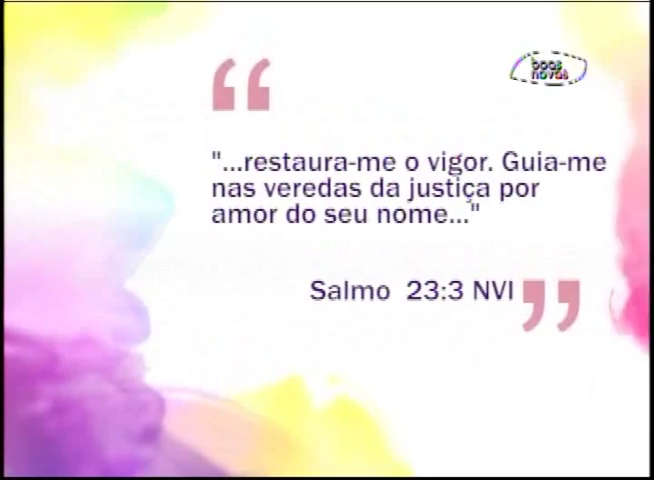 boas
novas
"...restaura-me o vigor. Guia-me
nas veredas da justiça por
amor do seu nome..."
Salmo 23:3 NVI